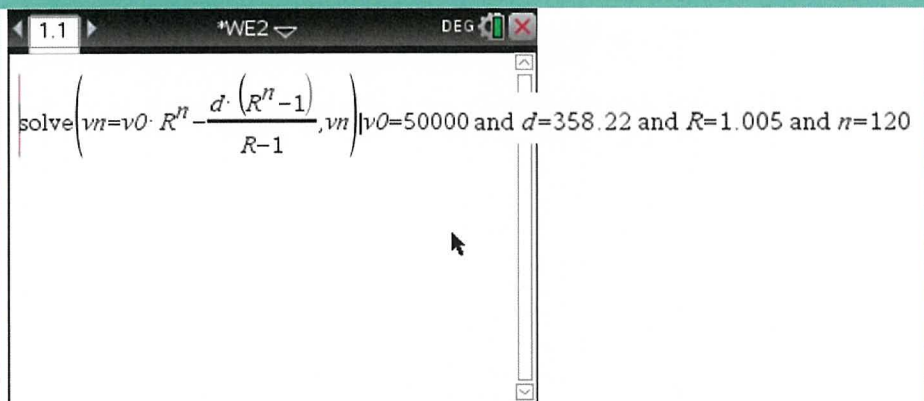 1.1 *WE2 DEG
solve(vn=v0· R^n − d· (R^n −1)/(R−1) ,vn)|v0=50000 and d=358.22 and R=1.005 and n=120